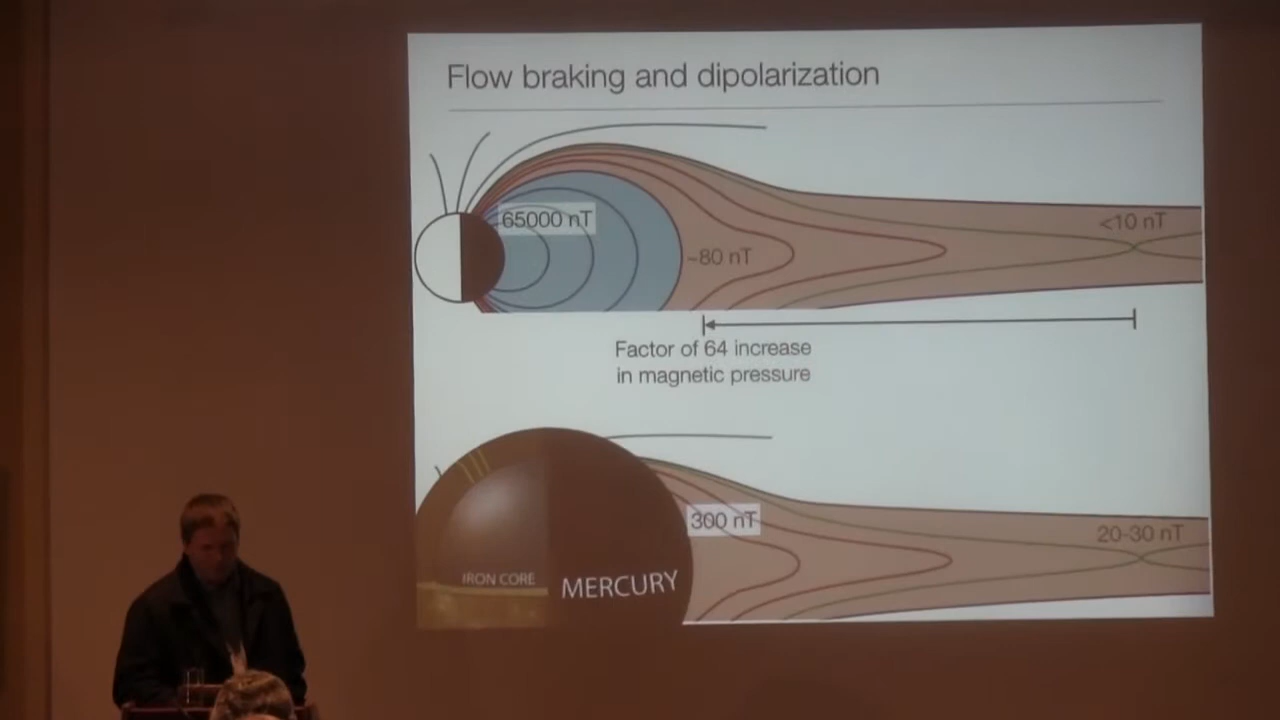 Flow braking and dipolarization
65000 nT
<10 nT
~80 nT
Factor of 64 increase
in magnetic pressure
300 nT
20-30 nT
IRON CORE
MERCURY